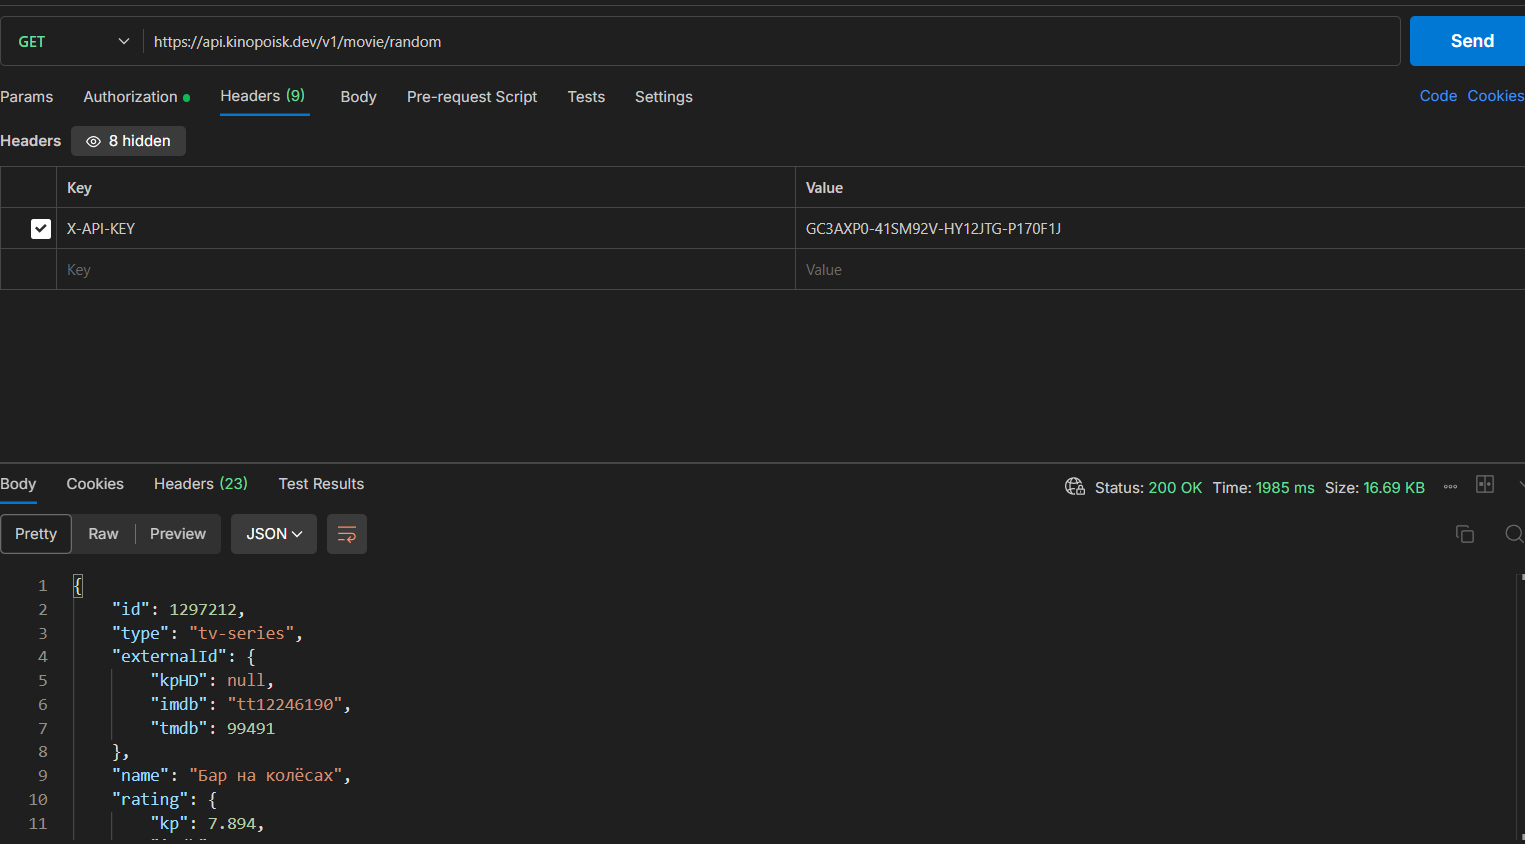 GET https://api.kinopoisk.dev/v1/movie/random Send
Params Authorization Headers (9) Body Pre-request Script Tests Settings Code Cookies
Headers 8 hidden
Key Value
X-API-KEY GC3AXP0-41SM92V-HY12JTG-P170F1J
Key Value
Body Cookies Headers (23) Test Results Status: 200 OK Time: 1985 ms Size: 16.69 KB
Pretty Raw Preview JSON
1 {
2 "id": 1297212,
3 "type": "tv-series",
4 "externalId": {
5 "kpHD": null,
6 "imdb": "tt12246190",
7 "tmdb": 99491
8 },
9 "name": "Бар на колёсах",
10 "rating": {
11 "kp": 7.894,